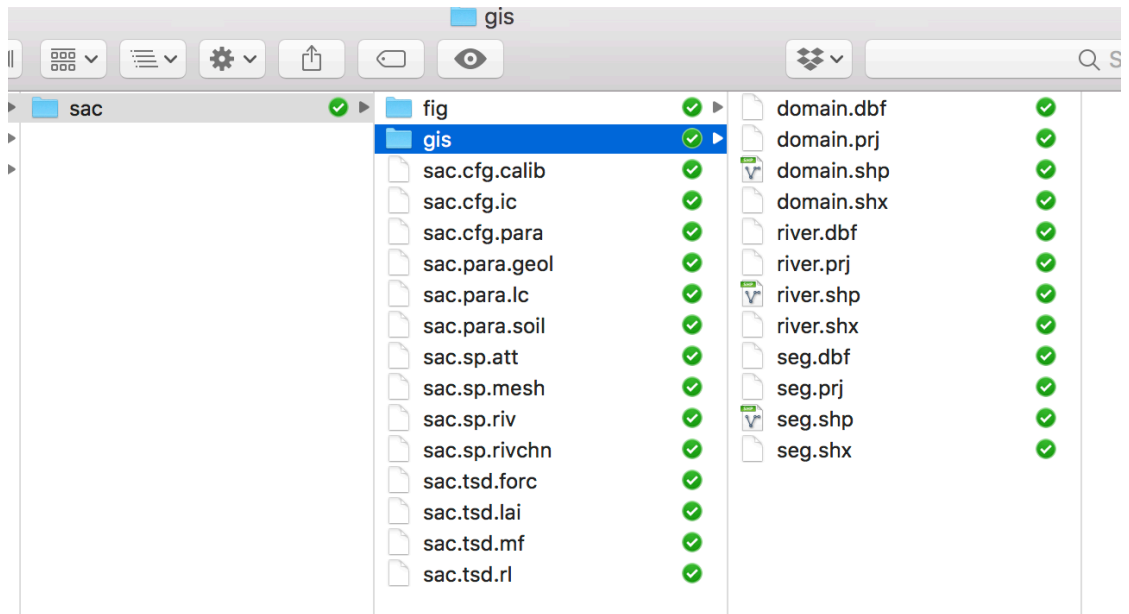 gis
S
sac
fig
gis
sac.cfg.calib
sac.cfg.ic
sac.cfg.para
sac.para.geol
sac.para.lc
sac.para.soil
sac.sp.att
sac.sp.mesh
sac.sp.riv
sac.sp.rivchn
sac.tsd.forc
sac.tsd.lai
sac.tsd.mf
sac.tsd.rl
domain.dbf
domain.prj
domain.shp
domain.shx
river.dbf
river.prj
river.shp
river.shx
seg.dbf
seg.prj
seg.shp
seg.shx